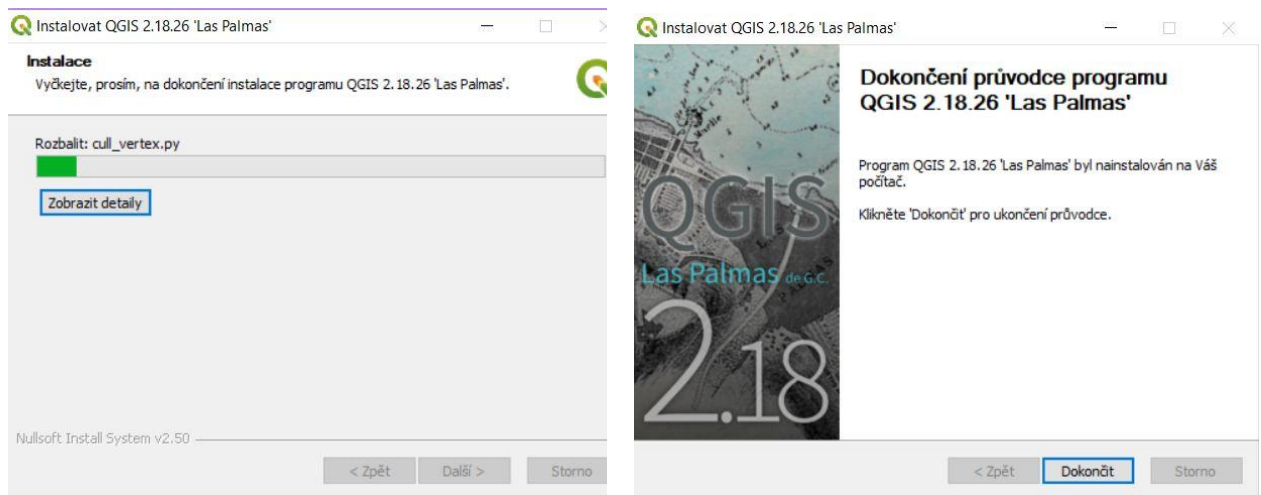 Instalovat QGIS 2.18.26 'Las Palmas'
Instalace
Vyčkejte, prosím, na dokončení instalace programu QGIS 2.18.26 'Las Palmas'.
Rozbalit: cull_vertex.py
Zobrazit detaily
Nullsoft Install System v2.50
< Zpět
Další >
Storno
Instalovat QGIS 2.18.26 'Las Palmas'
QGIS
Las Palmas de G.C.
2.18
Dokončení průvodce programu
QGIS 2.18.26 'Las Palmas'
Program QGIS 2.18.26 'Las Palmas' byl nainstalován na Váš
počítač.
Klikněte 'Dokončit' pro ukončení průvodce.
< Zpět
Dokončit
Storno